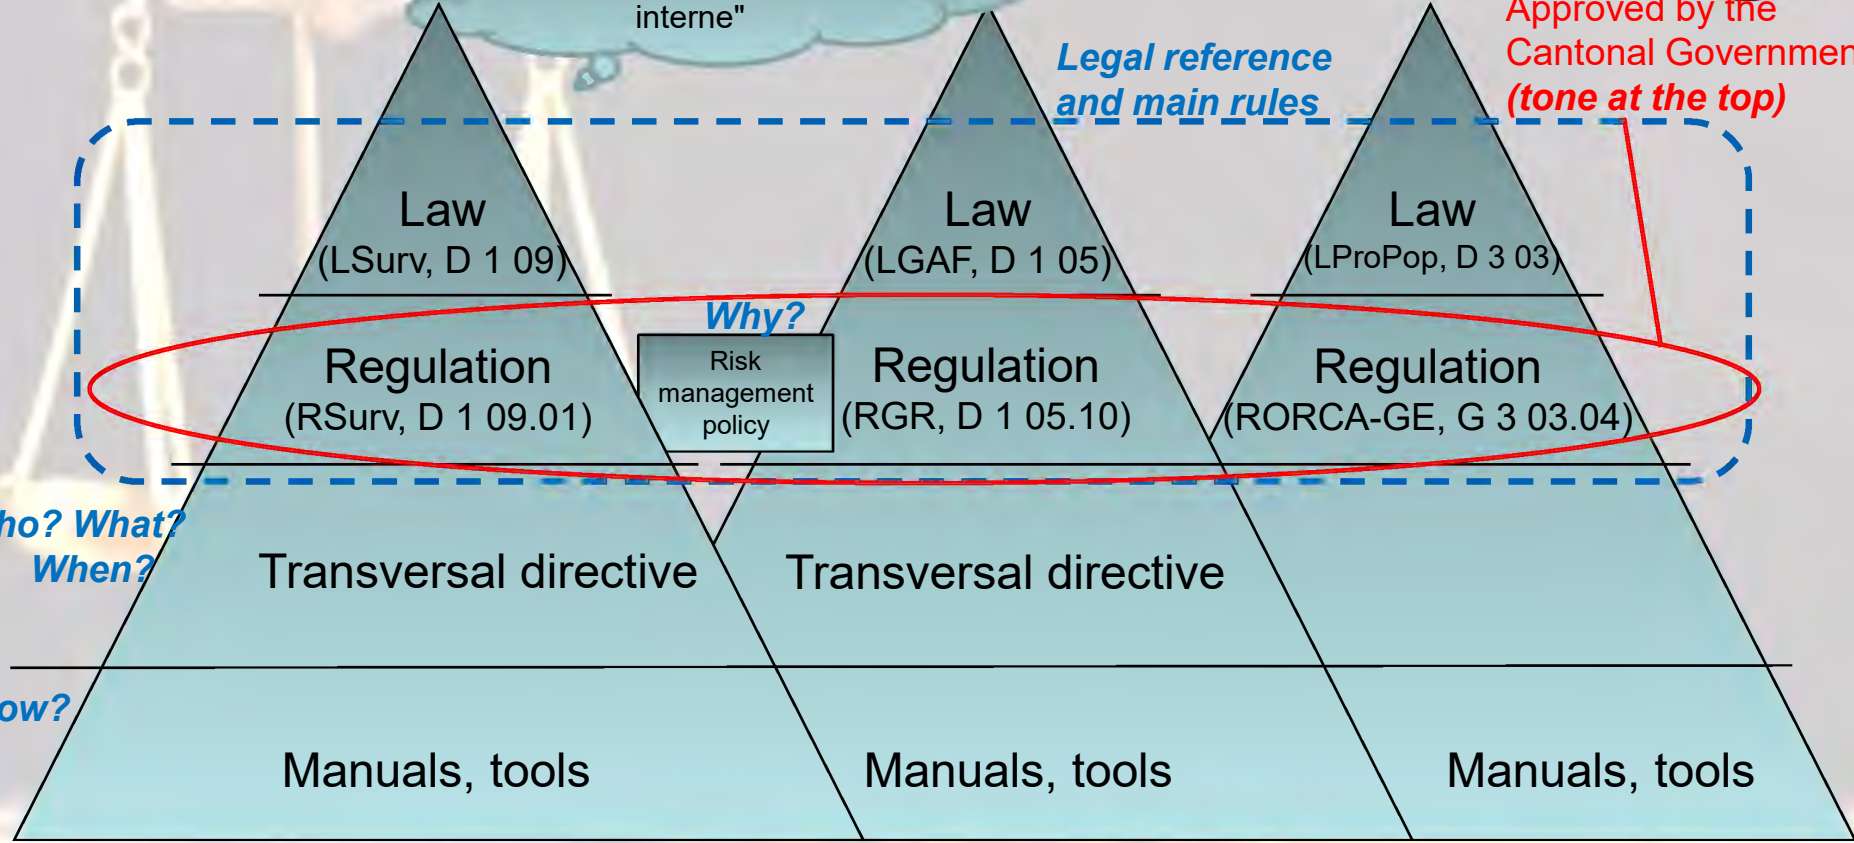 interne"
Approved by the
Cantonal Governmen
(tone at the top)
Legal reference
and main rules
Law
(LSurv, D 1 09)
Law
(LGAF, D 1 05)
Law
(LProPop, D 3 03)
Why?
Risk
management
policy
Regulation
(RSurv, D 1 09.01)
Regulation
(RGR, D 1 05.10)
Regulation
(RORCA-GE, G 3 03.04)
ho? What?
When?
Transversal directive
Transversal directive
ow?
Manuals, tools
Manuals, tools
Manuals, tools